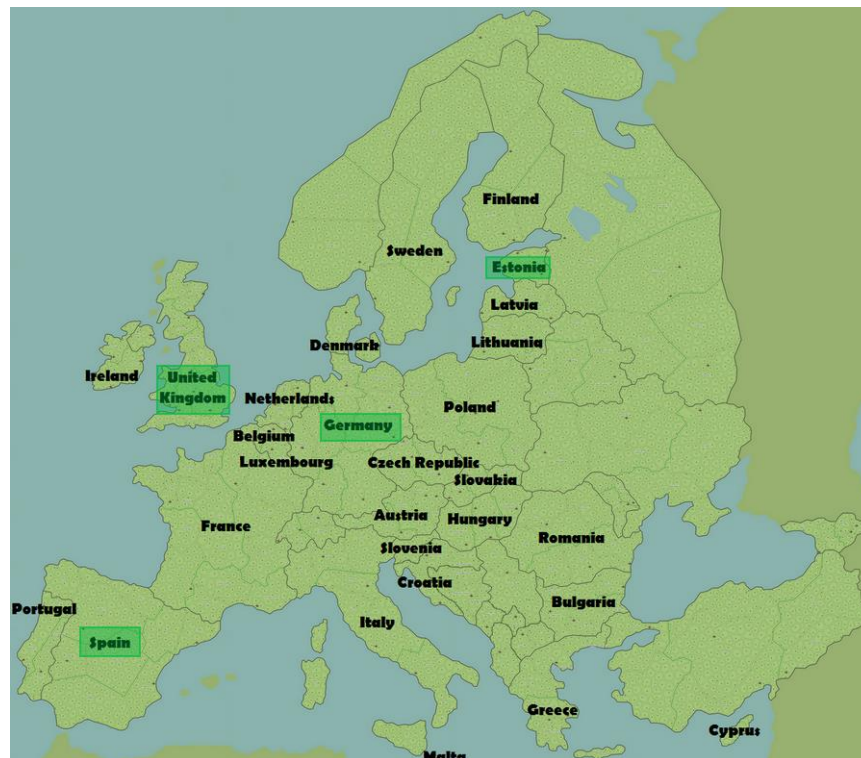 Finland
Sweden
Estonia
Latvia
Denmark
Lithuania
Ireland
United
Kingdom
Netherlands
Poland
Germany
Belgium
Luxembourg
Czech Republic
Slovakia
France
Austria
Hungary
Romania
Slovenia
Croatia
Bulgaria
Portugal
Italy
Spain
Greece
Cyprus
Malta